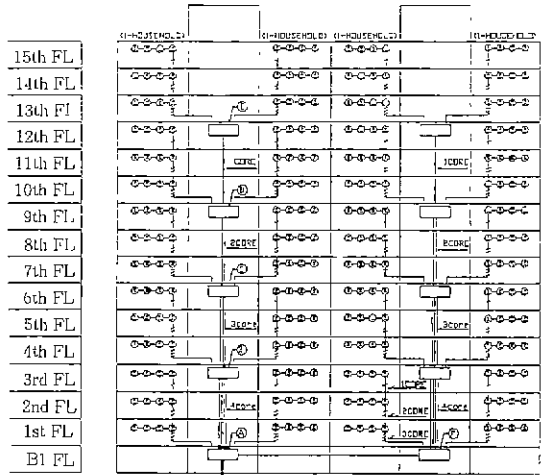 (1-HOUSEHOLD) (1-HOUSEHOLD) (1-HOUSEHOLD) (1-HOUSEHOLD)
15th FL
14th FL
13th Fl
12th FL
11th FL CORE 1CORE
10th FL
9th FL
8th FL 2CORE 2CORE
7th FL
6th FL
5th FL 3core 3core
4th FL
3rd FL
1CORE
2nd FL 4core 2CORE 4core
1st FL A 3CORE
B1 FL